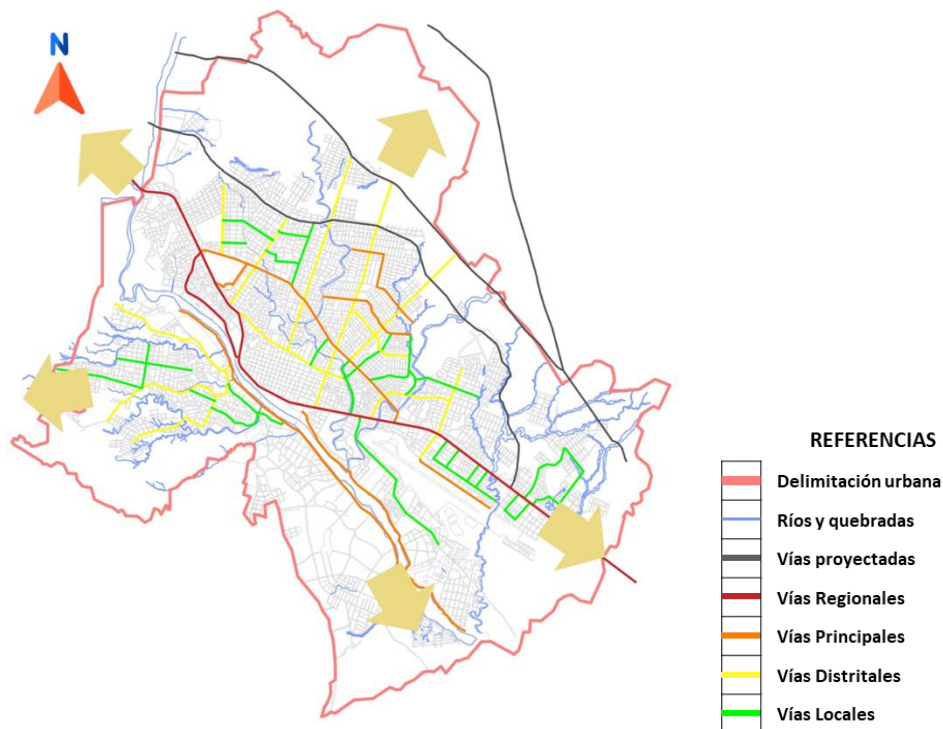 N
REFERENCIAS
Delimitación urbana
Ríos y quebradas
Vías proyectadas
Vías Regionales
Vías Principales
Vías Distritales
Vías Locales